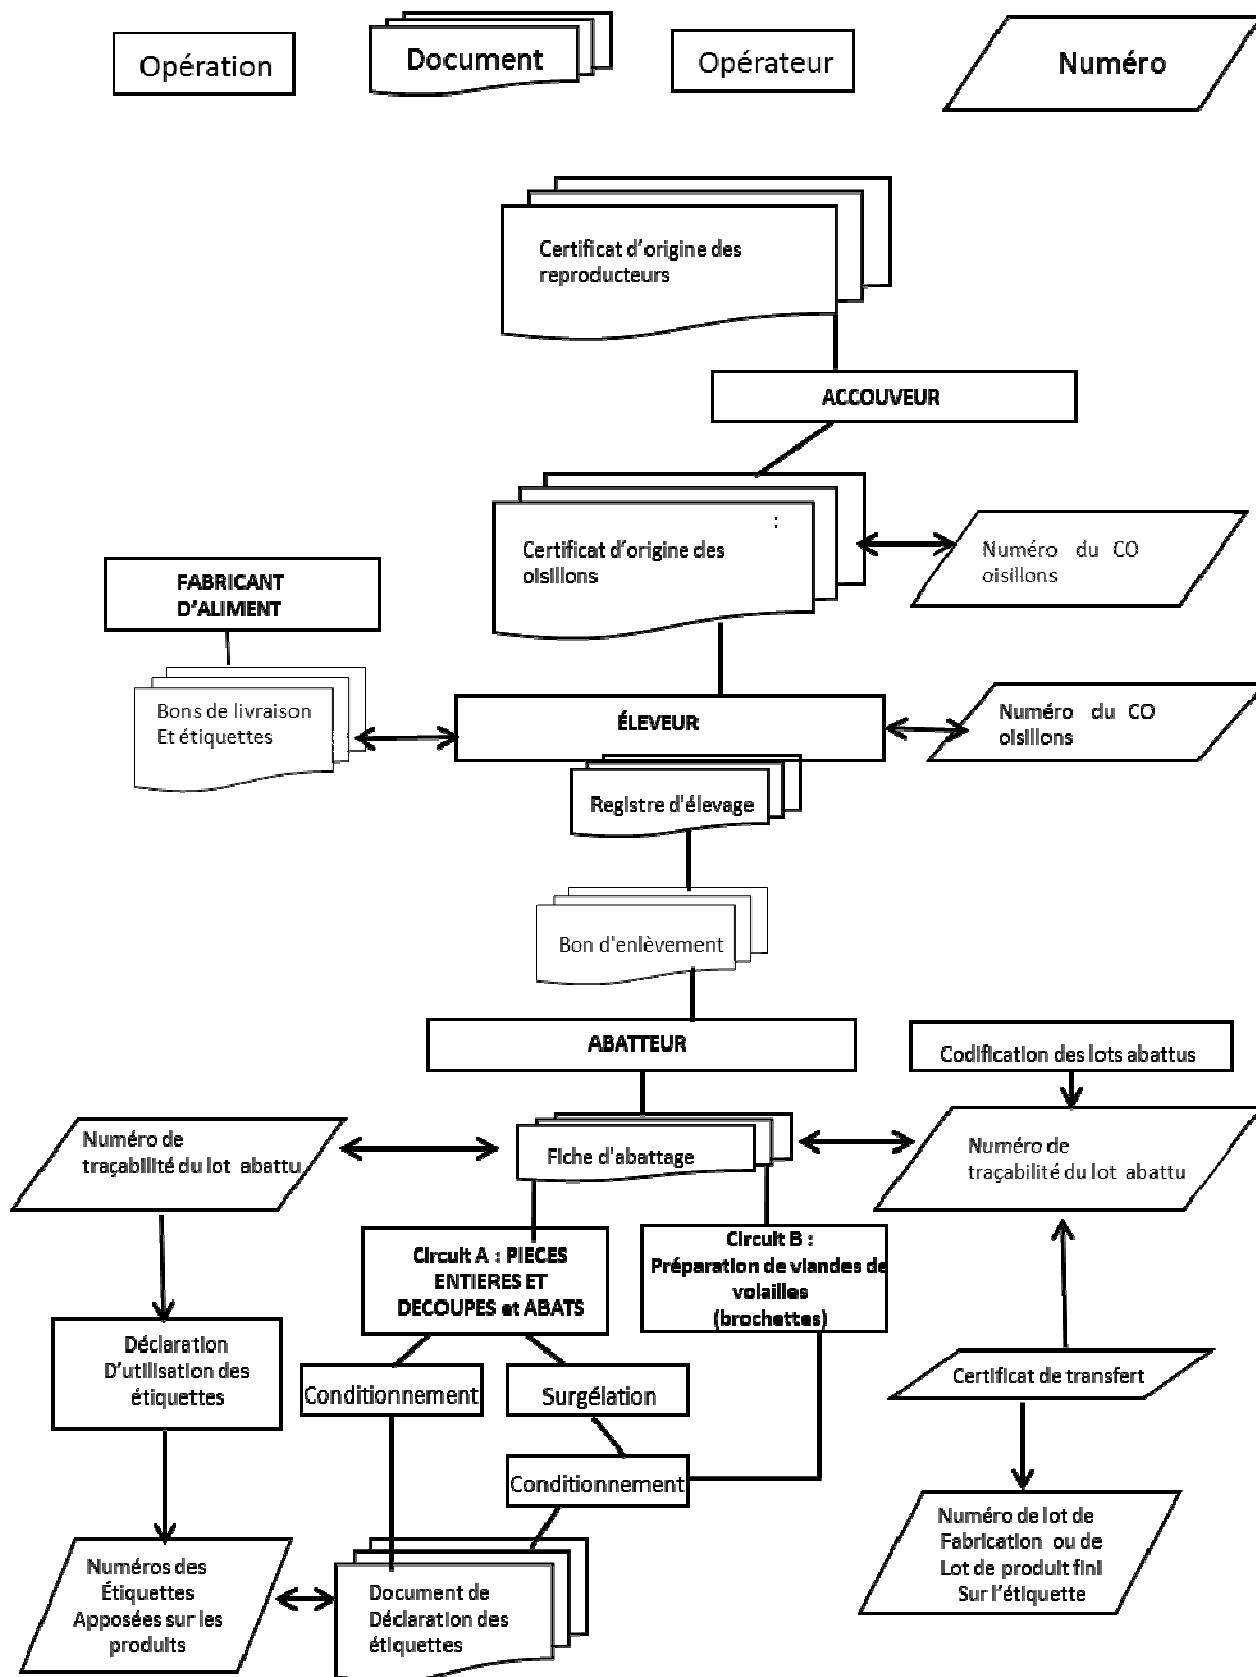 Opération
Document
Opérateur
Numéro
Certificat d'origine des
reproducteurs
ACCOUVEUR
:
Certificat d'origine des
oisillons
Numéro du CO
oisillons
FABRICANT
D'ALIMENT
Bons de livraison
Et étiquettes
ÉLEVEUR
Numéro du CO
oisillons
Registre d'élevage
Bon d'enlèvement
ABATTEUR
Codification des lots abattus
Numéro de
traçabilité du lot abattu
Fiche d'abattage
Numéro de
traçabilité du lot abattu
Circuit A : PIECES
ENTIERES ET
DECOUPES et ABATS
Circuit B :
Préparation de viandes de
volailles
(brochettes)
Déclaration
D'utilisation des
étiquettes
Conditionnement
Surgélation
Certificat de transfert
Conditionnement
Numéros des
Étiquettes
Apposées sur les
produits
Document de
Déclaration des
étiquettes
Numéro de lot de
Fabrication ou de
Lot de produit fini
Sur l'étiquette